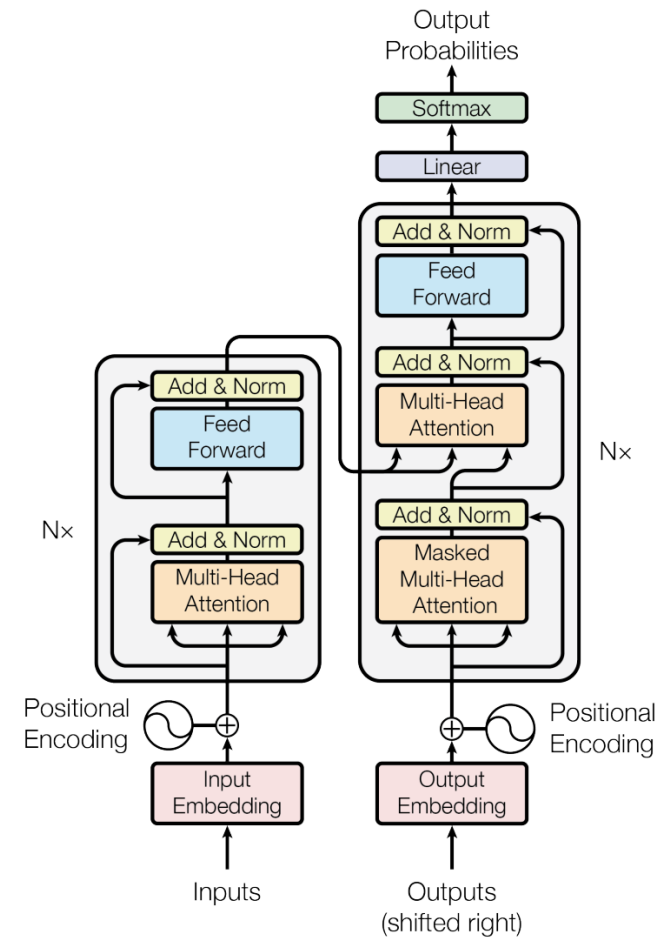 Output
Probabilities
Softmax
Linear
Add & Norm
Feed
Forward
Add & Norm
Multi-Head
Attention
Add & Norm
Masked
Multi-Head
Attention
Nx
Add & Norm
Feed
Forward
Add & Norm
Multi-Head
Attention
N×
Positional
Encoding
Positional
Encoding
Input
Embedding
Output
Embedding
Inputs
Outputs
(shifted right)